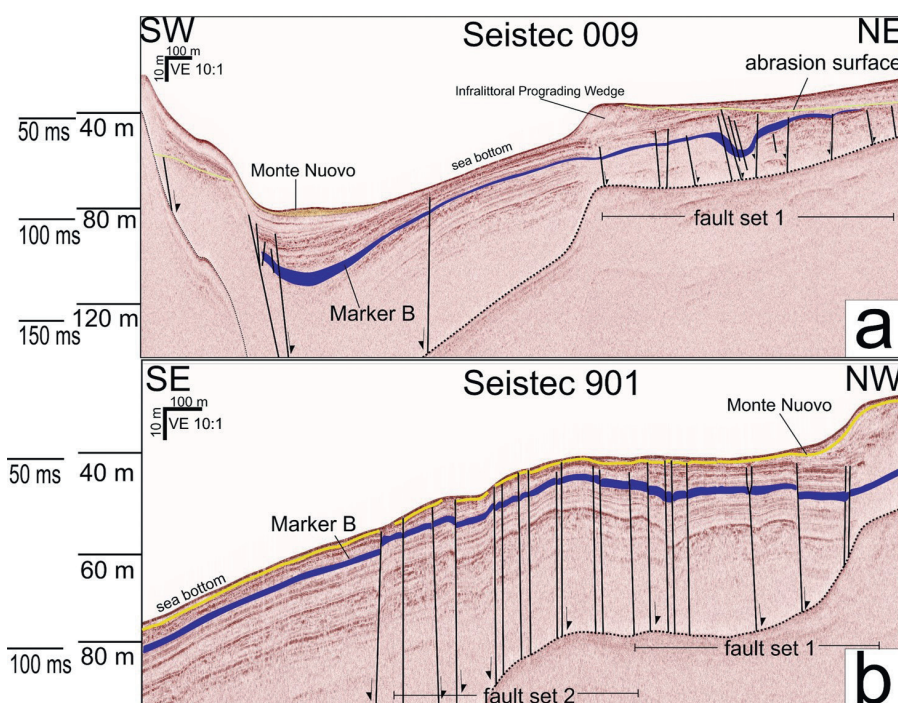 SW
Seistec 009
NE
100 m
10 m
VE 10:1
abrasion surface
Infralittoral Prograding Wedge
50 ms
40 m
sea bottom
Monte Nuovo
80 m
100 ms
fault set 1
Marker B
120 m
150 ms
a
SE
Seistec 901
NW
100 m
10 m
VE 10:1
Monte Nuovo
50 ms
40 m
Marker B
60 m
sea bottom
80 m
100 ms
fault set 1
fault set 2
b